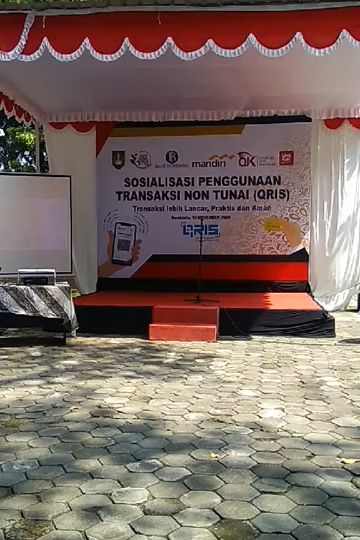 mandiri
SOSIALISASI PENGGUNAAN
TRANSAKSI NON TUNAI (QRIS)
Transaksi lebih Lancar, Praktis dan Aman
QRIS